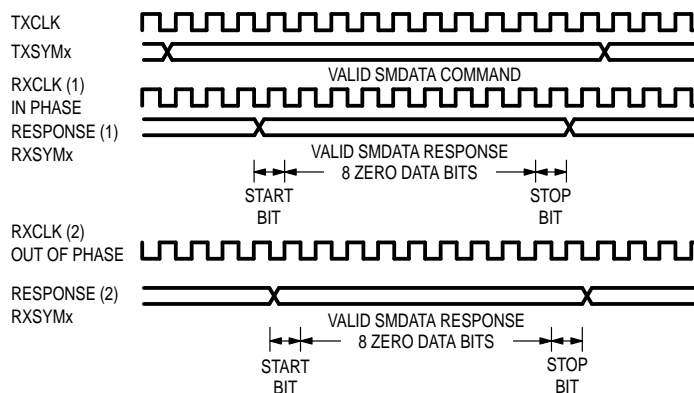 TXCLK
TXSYMx
VALID SMDATA COMMAND
RXCLK (1)
IN PHASE
RESPONSE (1)
RXSYMx
VALID SMDATA RESPONSE
8 ZERO DATA BITS
START
BIT
STOP
BIT
RXCLK (2)
OUT OF PHASE
RESPONSE (2)
RXSYMx
VALID SMDATA RESPONSE
8 ZERO DATA BITS
START
BIT
STOP
BIT